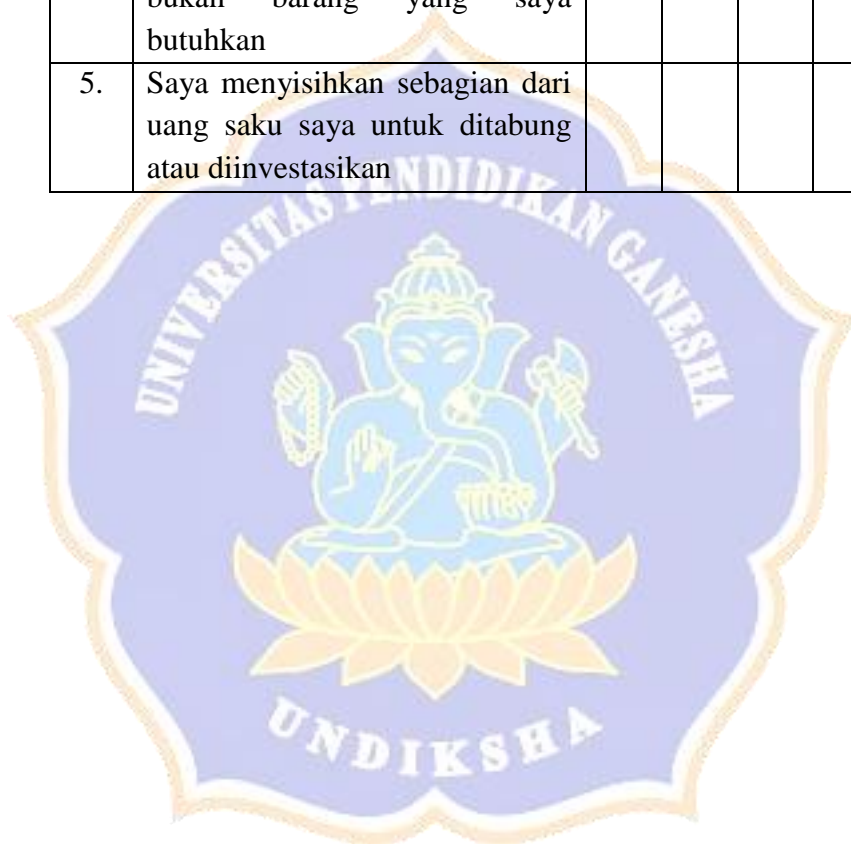 bukan barang yang saya
butuhkan
5. Saya menyisihkan sebagian dari
uang saku saya untuk ditabung
atau diinvestasikan
UNIVERSITAS PENDIDIKAN GANESHA
UNDIKSHA